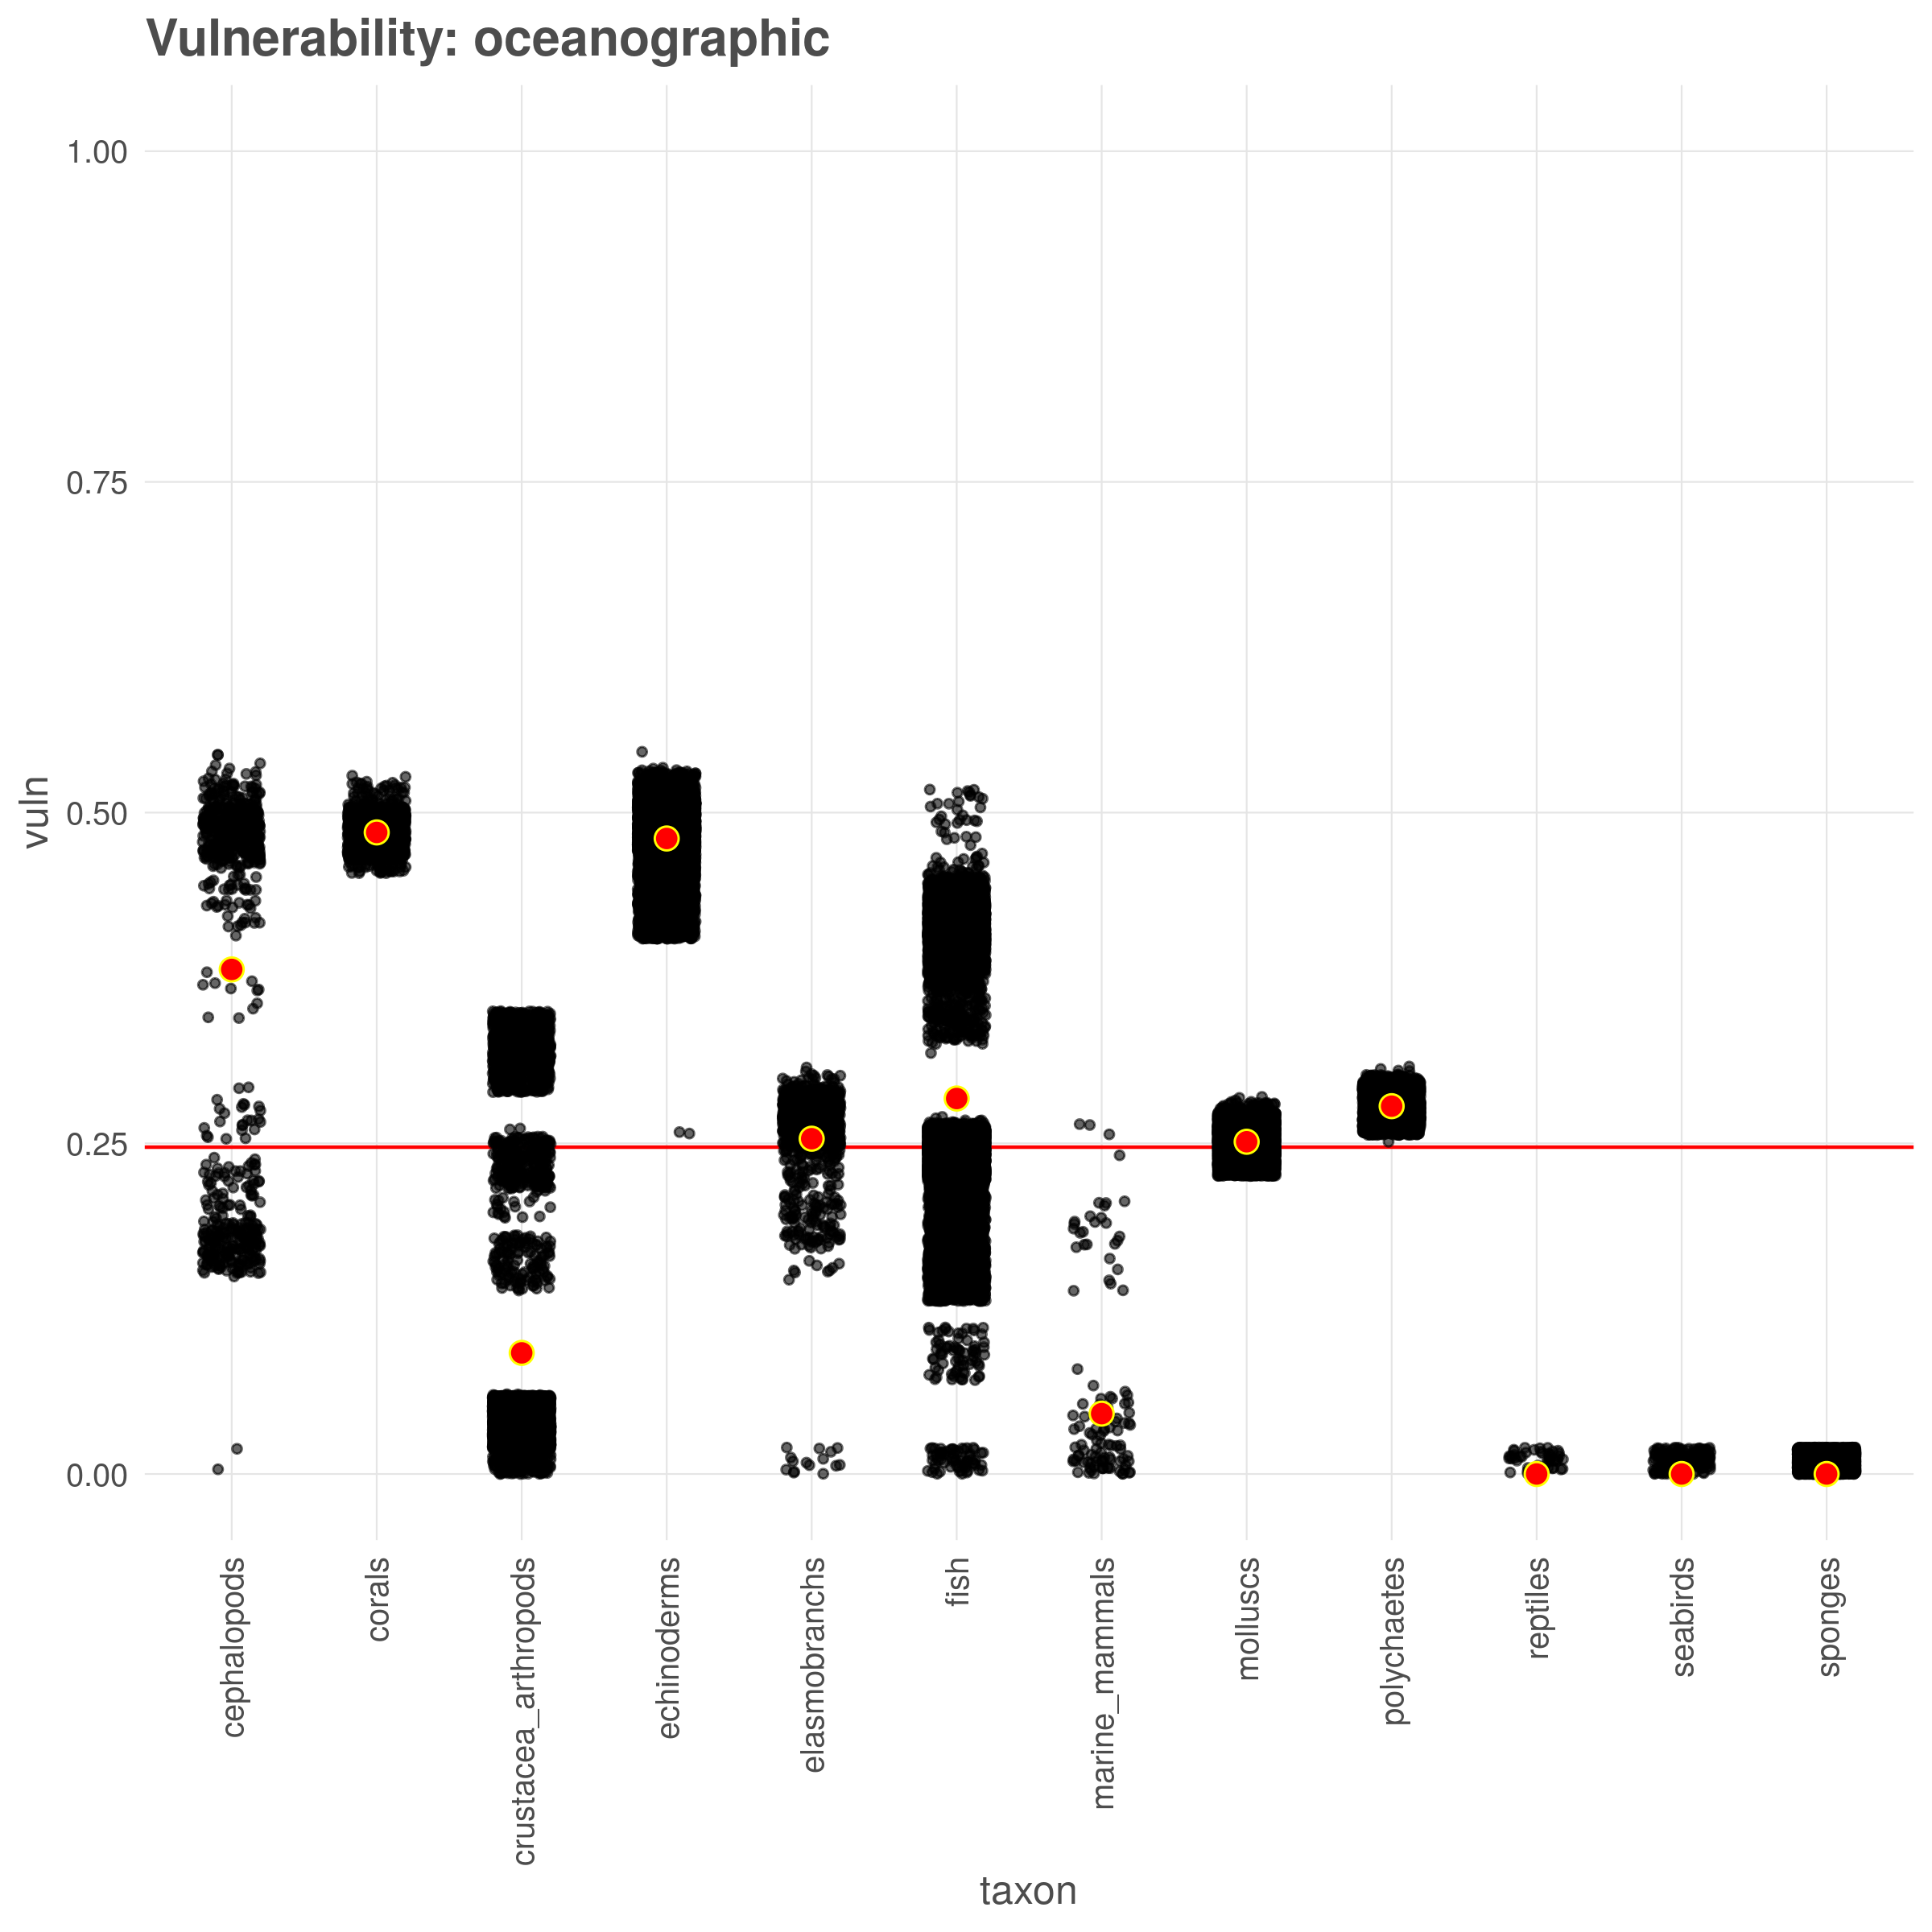 Vulnerability: oceanographic
vuln
1.00
0.75
0.50
0.25
0.00
cephalopods
corals
crustacea_arthropods
echinoderms
elasmobranchs
fish
marine_mammals
molluscs
polychaetes
reptiles
seabirds
sponges
taxon